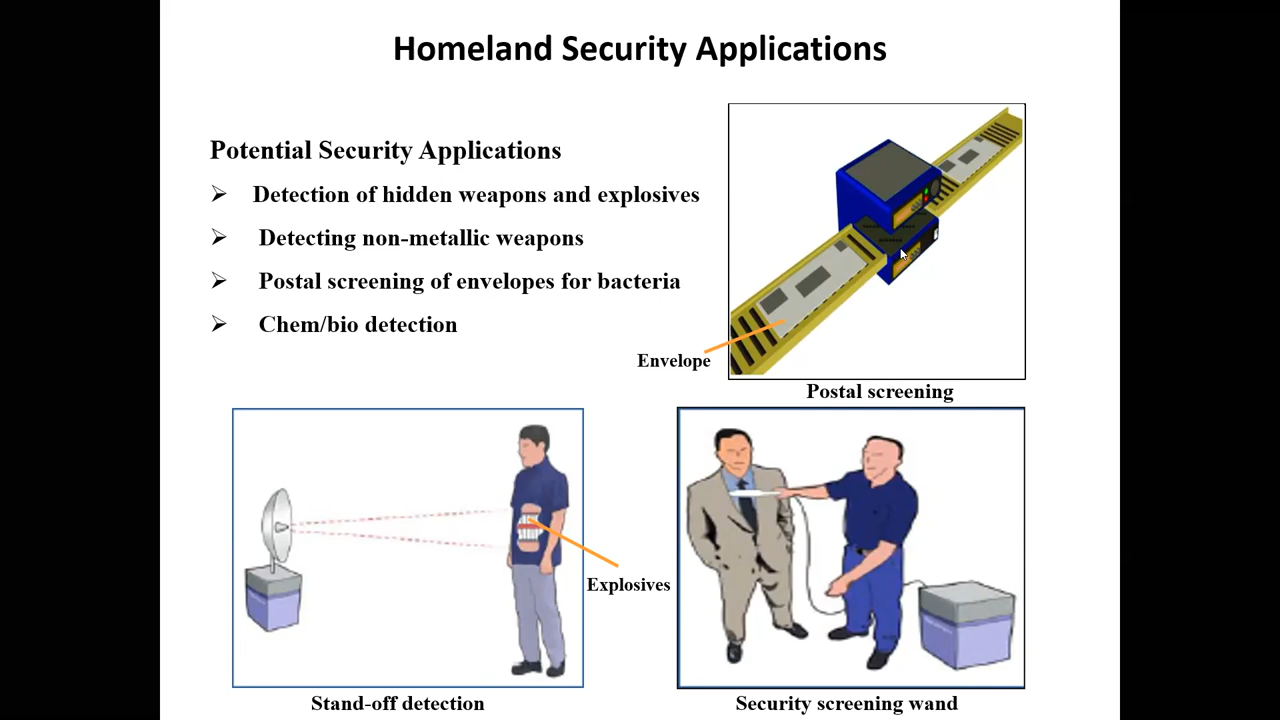 Homeland Security Applications
Potential Security Applications
➢ Detection of hidden weapons and explosives
➢ Detecting non-metallic weapons
➢ Postal screening of envelopes for bacteria
➢ Chem/bio detection
Envelope
Postal screening
Explosives
Stand-off detection
Security screening wand